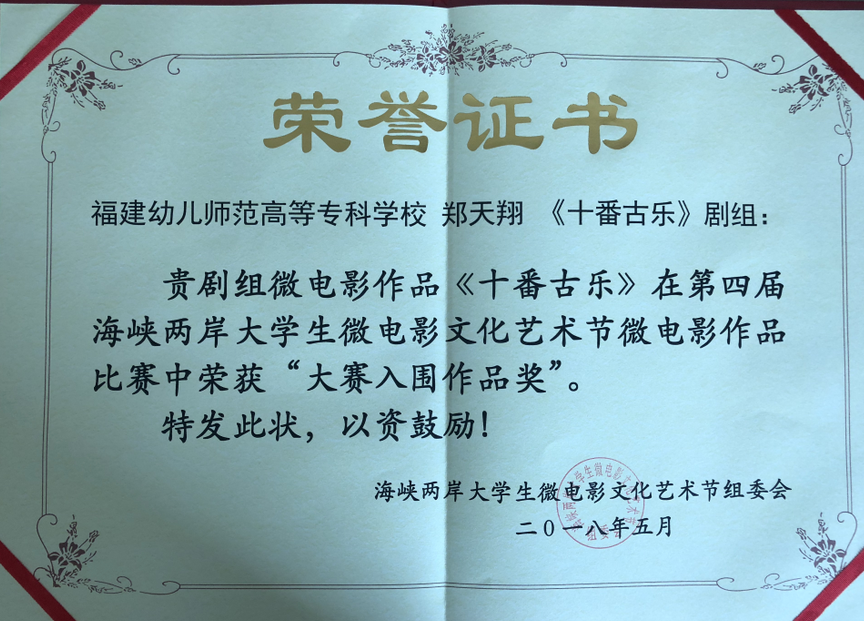 荣誉证书
福建幼儿师范高等专科学校 郑天翔 《十番古乐》剧组：
贵剧组微电影作品《十番古乐》在第四届
海峡两岸大学生微电影文化艺术节微电影作品
比赛中荣获“大赛入围作品奖”。
特发此状，以资鼓励！
海峡两岸大学生微电影文化艺术节组委会
二〇一八年五月